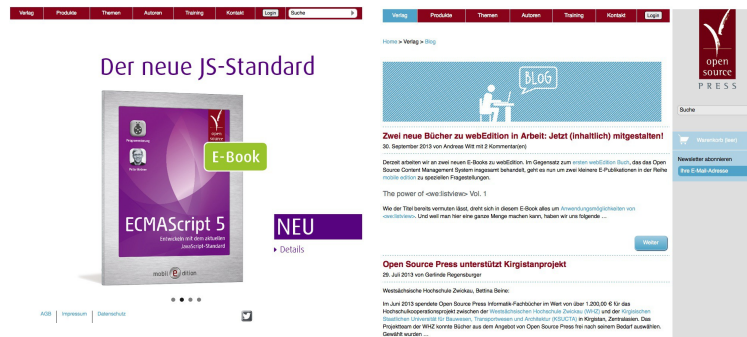 Verlag Produkte Themen Autoren Training Kontakt Login Suche
Der neue JS-Standard
open
source
Programmierung
Peter Bühler
E-Book
ECMAScript 5
Entwickeln mit dem aktuellen
JavaScript-Standard
mobil e dition
NEU
Details
AGB Impressum Datenschutz
Verlag Produkte Themen Autoren Training Kontakt Login
Home > Verlag > Blog
BLOG
Zwei neue Bücher zu webEdition in Arbeit: Jetzt (inhaltlich) mitgestalten!
30. September 2013 von Andreas Witt mit 2 Kommentar(en)
Derzeit arbeiten wir an zwei neuen E-Books zu webEdition. Im Gegensatz zum ersten webEdition Buch, das das Open
Source Content Management System insgesamt behandelt, geht es nun um zwei kleinere E-Publikationen in der Reihe
mobile edition zu speziellen Fragestellungen.
The power of <we:listview> Vol. 1
Wie der Titel bereits vermuten lässt, dreht sich in diesem E-Book alles um Anwendungsmöglichkeiten von
<we:listview>. Und weil man hier eine ganze Menge machen kann, haben wir uns folgende ...
Weiter
Open Source Press unterstützt Kirgistanprojekt
29. Juli 2013 von Gerlinde Regensburger
Westsächsische Hochschule Zwickau, Bettina Beine:
Im Juni 2013 spendete Open Source Press Informatik-Fachbücher im Wert von über 1.200,00 € für das
Hochschulkooperationsprojekt zwischen der Westsächsischen Hochschule Zwickau (WHZ) und der Kirgisischen
Staatlichen Universität für Bauwesen, Transportwesen und Architektur (KSUCTA) in Kirgistan, Zentralasien. Das
Projektteam der WHZ konnte Bücher aus dem Angebot von Open Source Press frei nach seinem Bedarf auswählen.
Gewählt wurden ...
open
source
PRESS
Suche
Warenkorb (leer)
Newsletter abonnieren
Ihre E-Mail-Adresse